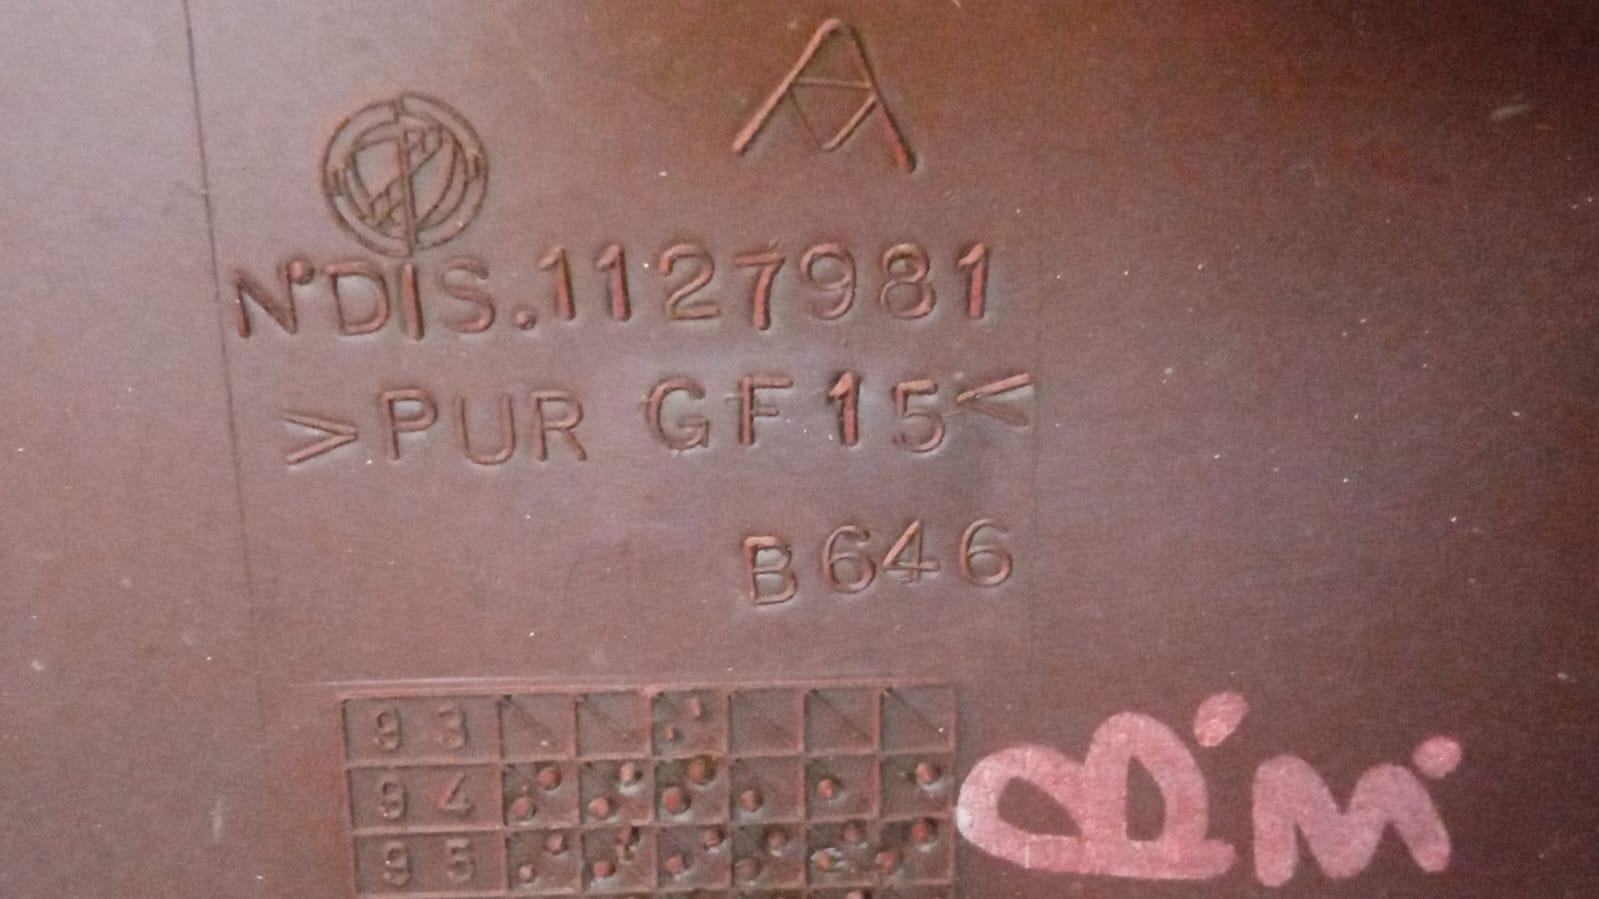 A
N°DIS.1127981
>PUR GF15<
B646
93
94
95